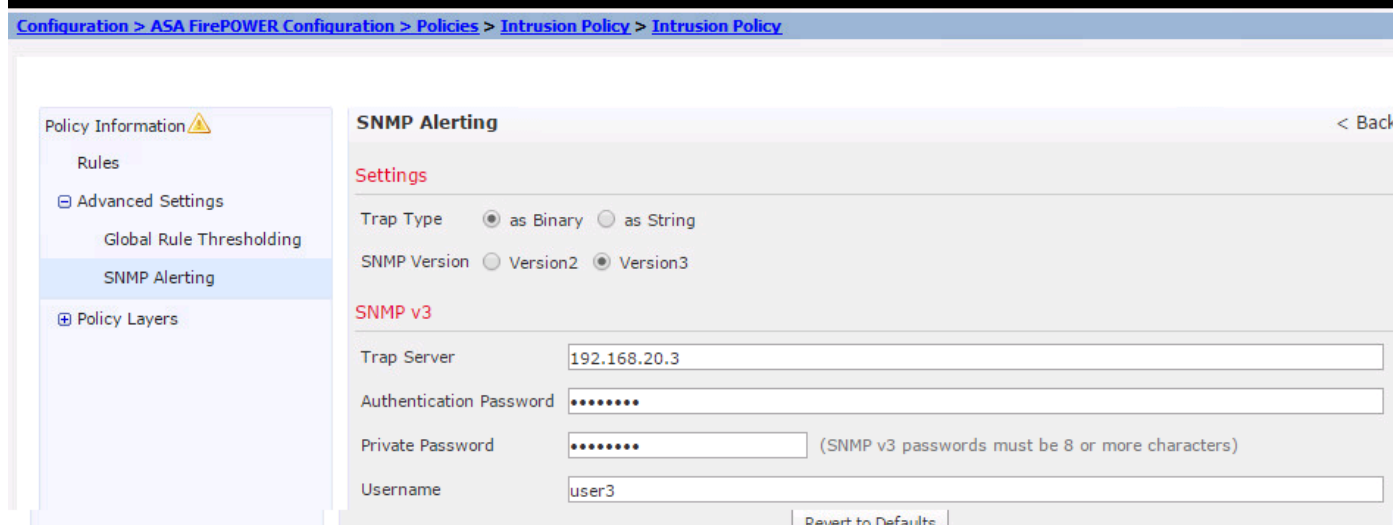 Configuration > ASA FirePOWER Configuration > Policies > Intrusion Policy > Intrusion Policy
Policy Information
Rules
Advanced Settings
Global Rule Thresholding
SNMP Alerting
Policy Layers
SNMP Alerting
< Back
Settings
Trap Type as Binary as String
SNMP Version Version2 Version3
SNMP v3
Trap Server 192.168.20.3
Authentication Password ••••••••
Private Password •••••••• (SNMP v3 passwords must be 8 or more characters)
Username user3
Revert to Defaults